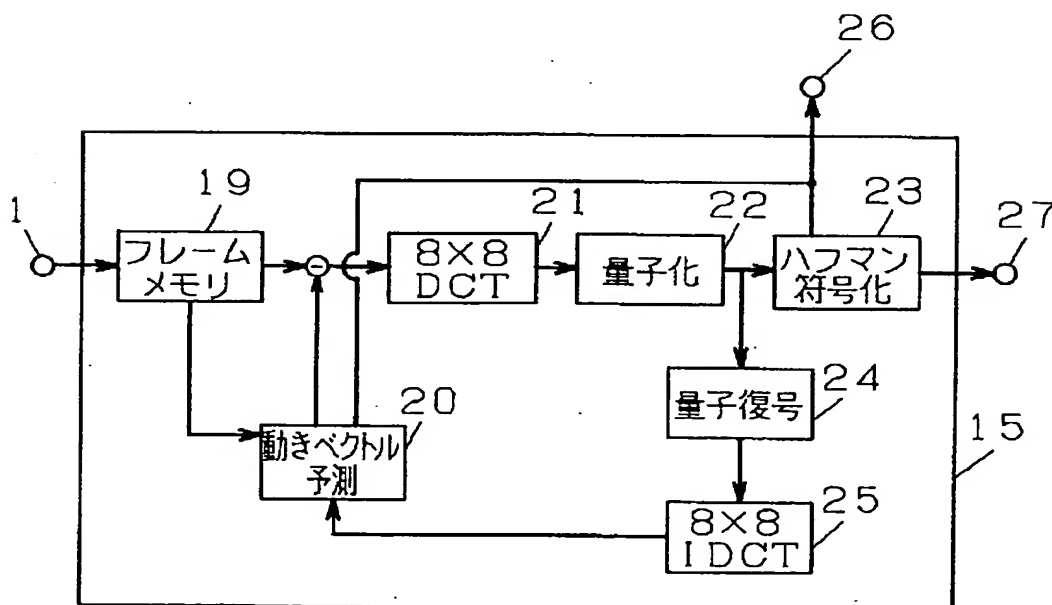 26
1
19
フレーム
メモリ
21
8×8
DCT
22
量子化
23
ハフマン
符号化
27
20
動きベクトル
予測
24
量子復号
15
25
8×8
IDCT